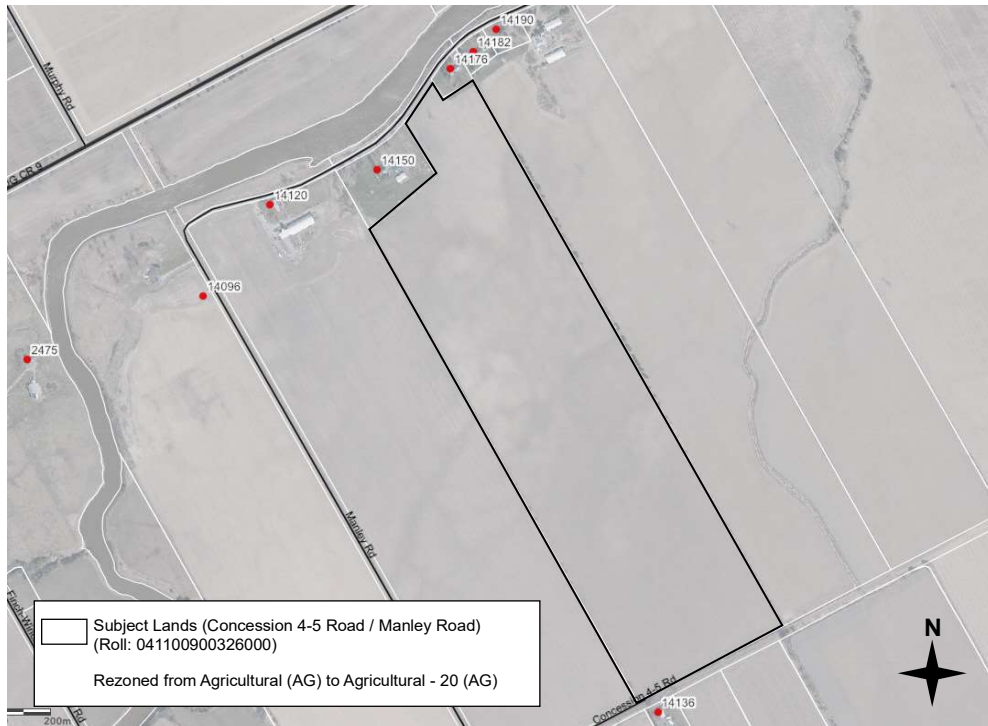 14190
14182
14176
Murphy Rd
CR 9
14150
14120
14096
2475
Manley Rd
Subject Lands (Concession 4-5 Road / Manley Road)
(Roll: 041100900326000)
Rezoned from Agricultural (AG) to Agricultural - 20 (AG)
N
Concession 4-5 Rd
14136
Rd
200m